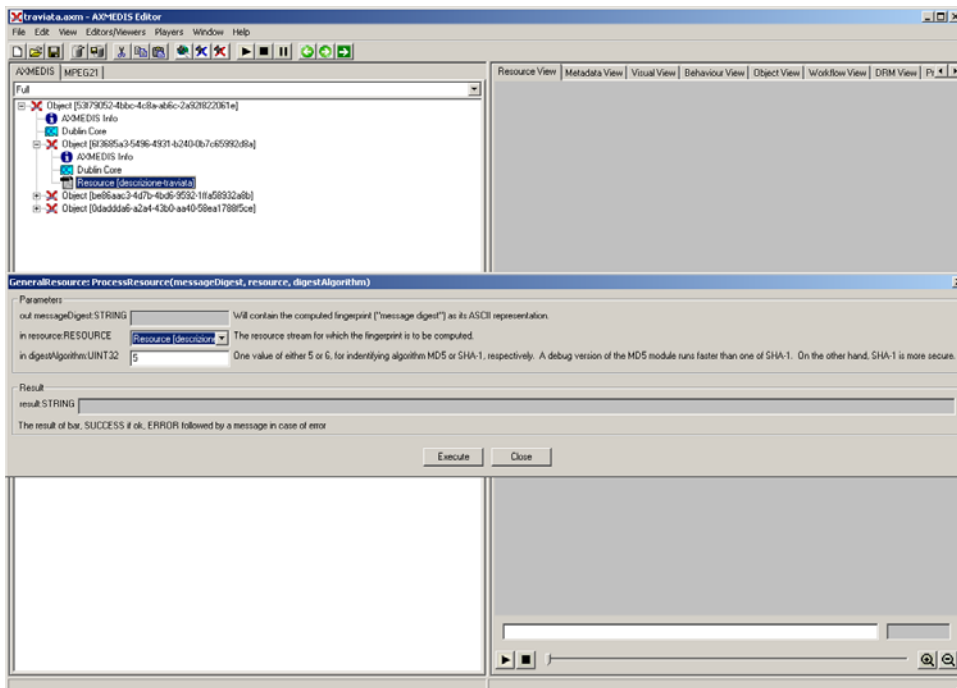 traviata.axm - AXMEDIS Editor
File Edit View Editors/Viewers Players Window Help
AXMEDIS MPEG21
Resource View Metadata View Visual View Behaviour View Object View Workflow View DRM View
Full
Object [53f79052-4bbc-4c8a-ab6c-2a92f822061e]
AXMEDIS Info
Dublin Core
Object [6f3685a3-5496-4931-b240-0b7c65992d8a]
AXMEDIS Info
Dublin Core
Resource [descrizione-traviata]
Object [be86aac3-4d7b-4bd6-9592-1ffa58932a8b]
Object [0daddda6-a2a4-43b0-aa40-58ea1788f5ce]
GeneralResource: ProcessResource(messageDigest, resource, digestAlgorithm)
Parameters
out messageDigest:STRING Will contain the computed fingerprint ("message digest") as its ASCII representation.
in resource:RESOURCE Resource [descrizione The resource stream for which the fingerprint is to be computed.
in digestAlgorithm:UINT32 5 One value of either 5 or 6, for indentifying algorithm MD5 or SHA-1, respectively. A debug version of the MD5 module runs faster than one of SHA-1. On the other hand, SHA-1 is more secure.
Result
result:STRING
The result of bar, SUCCESS if ok, ERROR followed by a message in case of error
Execute Close